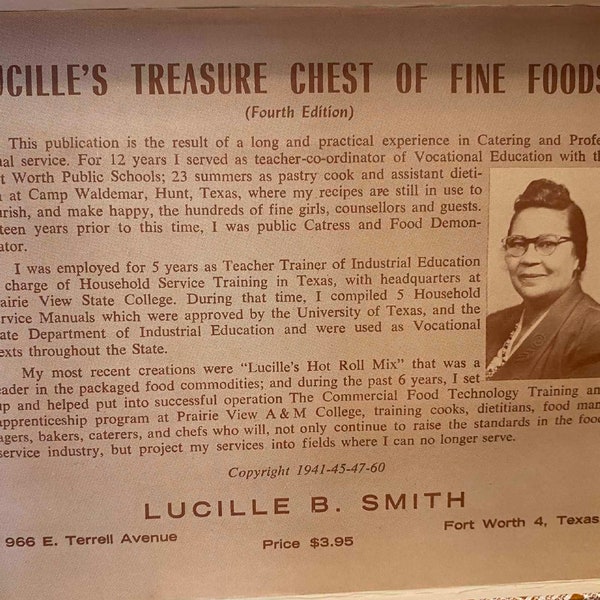 UCILLE'S TREASURE CHEST OF FINE FOODS
(Fourth Edition)
This publication is the result of a long and practical experience in Catering and Profes
nal service. For 12 years I served as teacher-co-ordinator of Vocational Education with th
rt Worth Public Schools; 23 summers as pastry cook and assistant dieti-
n at Camp Waldemar, Hunt, Texas, where my recipes are still in use to
urish, and make happy, the hundreds of fine girls, counsellors and guests.
teen years prior to this time, I was public Catress and Food Demon-
ator.
I was employed for 5 years as Teacher Trainer of Industrial Education
charge of Household Service Training in Texas, with headquarters at
airie View State College. During that time, I compiled 5 Household
rvice Manuals which were approved by the University of Texas, and the
ate Department of Industrial Education and were used as Vocational
exts throughout the State.
My most recent creations were "Lucille's Hot Roll Mix" that was a
eader in the packaged food commodities; and during the past 6 years, I set
up and helped put into successful operation The Commercial Food Technology Training an
apprenticeship program at Prairie View A & M College, training cooks, dietitians, food man
agers, bakers, caterers, and chefs who will, not only continue to raise the standards in the food
service industry, but project my services into fields where I can no longer serve.
Copyright 1941-45-47-60
LUCILLE B. SMITH
966 E. Terrell Avenue
Price $3.95
Fort Worth 4, Texas